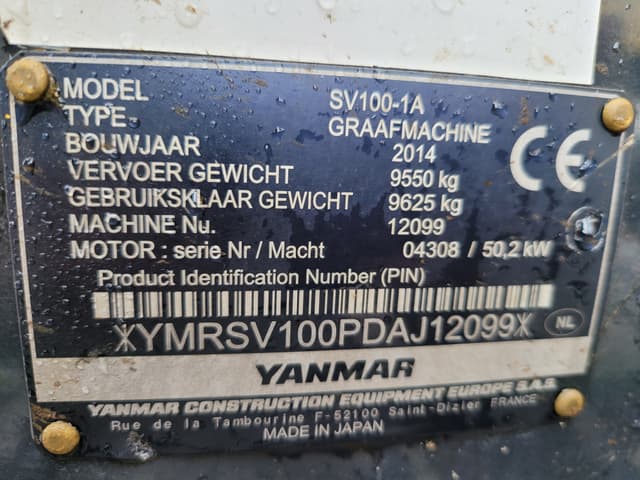 MODEL SV100-1A
TYPE GRAAFMACHINE
BOUWJAAR 2014
VERVOER GEWICHT 9550 kg
GEBRUIKSKLAAR GEWICHT 9625 kg
MACHINE Nu. 12099
MOTOR : serie Nr / Macht 04308 / 50,2 kW
CE
Product Identification Number (PIN)
*YMRSV100PDAJ12099*
NL
YANMAR
YANMAR CONSTRUCTION EQUIPMENT EUROPE S.A.S.
Rue de la Tambourine F-52100 Saint-Dizier FRANCE
MADE IN JAPAN